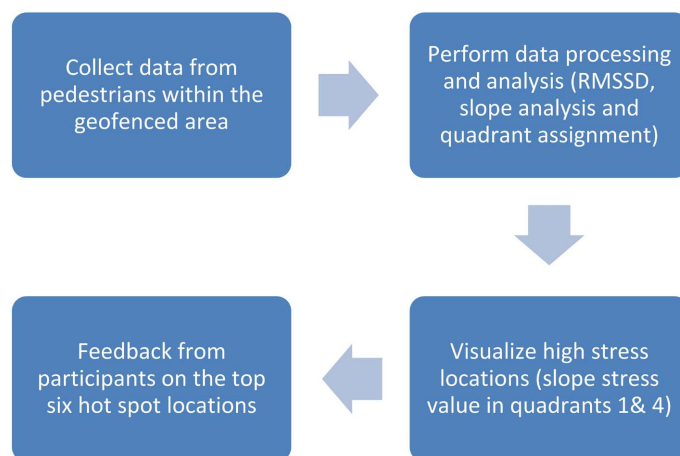 Collect data from
pedestrians within the
geofenced area
Perform data processing
and analysis (RMSSD,
slope analysis and
quadrant assignment)
Visualize high stress
locations (slope stress
value in quadrants 1& 4)
Feedback from
participants on the top
six hot spot locations